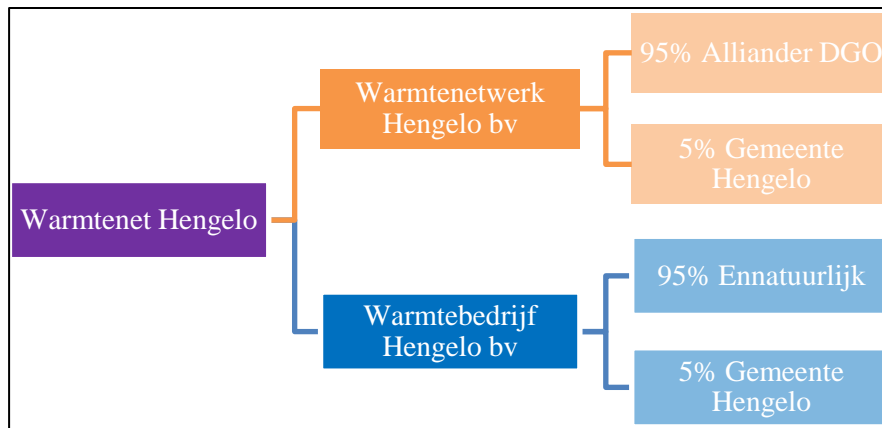 Warmtenet Hengelo
Warmtenetwerk
Hengelo bv
95% Alliander DGO
5% Gemeente
Hengelo
Warmtebedrijf
Hengelo bv
95% Ennatuurlijk
5% Gemeente
Hengelo